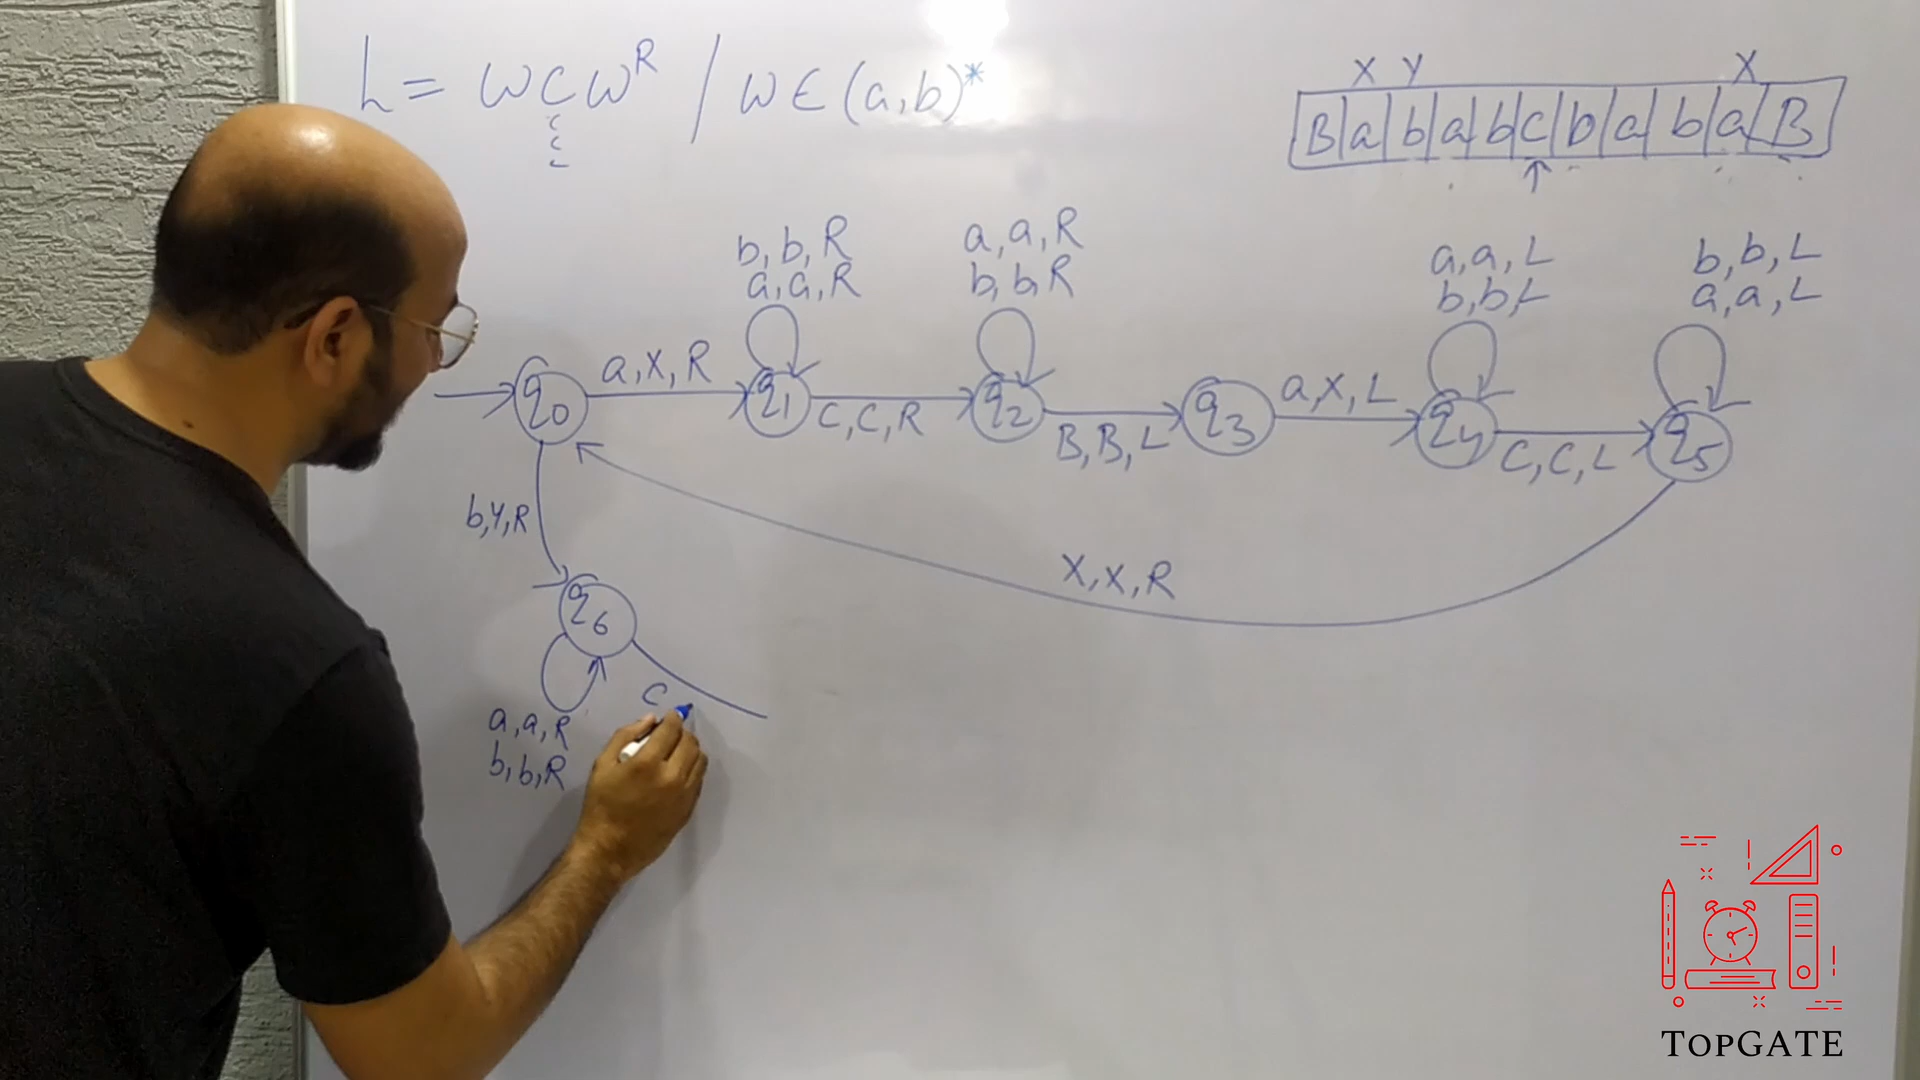 L = WCW^R / W ∈ (a,b)*
X Y X
B a b a b c b a b a B
↑
b, b, R
a, a, R
a, a, R
b, b, R
a, a, L
b, b, L
b, b, L
a, a, L
a, X, R
a, X, L
q0 q1 q2 q3 q4 q5
C, C, R
B, B, L
C, C, L
b, Y, R
X, X, R
q6
C
a, a, R
b, b, R
TOPGATE